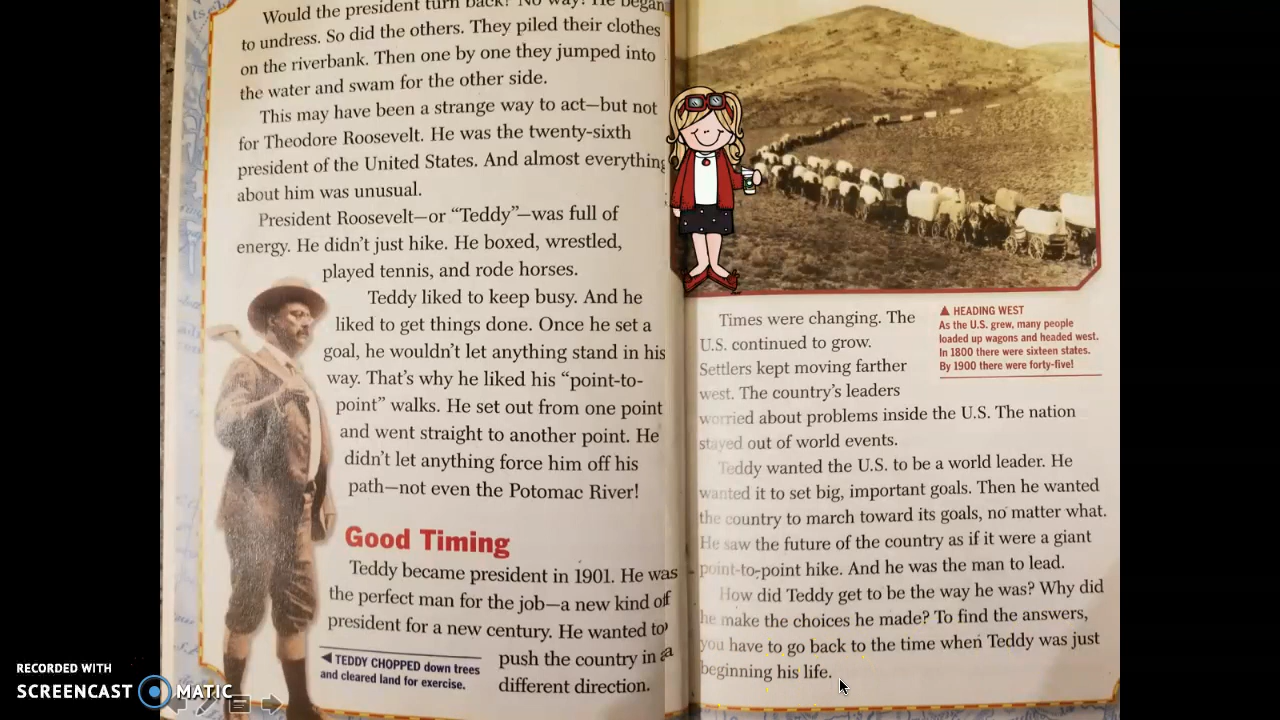 Would the president turn back? No way! He began
to undress. So did the others. They piled their clothes
on the riverbank. Then one by one they jumped into
the water and swam for the other side.
This may have been a strange way to act—but not
for Theodore Roosevelt. He was the twenty-sixth
president of the United States. And almost everything
about him was unusual.
President Roosevelt—or “Teddy”—was full of
energy. He didn’t just hike. He boxed, wrestled,
played tennis, and rode horses.
Teddy liked to keep busy. And he
liked to get things done. Once he set a
goal, he wouldn’t let anything stand in his
way. That’s why he liked his “point-to-
point” walks. He set out from one point
and went straight to another point. He
didn’t let anything force him off his
path—not even the Potomac River!
Good Timing
Teddy became president in 1901. He was
the perfect man for the job—a new kind of
president for a new century. He wanted to
push the country in a
different direction.
◀ TEDDY CHOPPED down trees
and cleared land for exercise.
▲ HEADING WEST
As the U.S. grew, many people
loaded up wagons and headed west.
In 1800 there were sixteen states.
By 1900 there were forty-five!
Times were changing. The
U.S. continued to grow.
Settlers kept moving farther
west. The country’s leaders
worried about problems inside the U.S. The nation
stayed out of world events.
Teddy wanted the U.S. to be a world leader. He
wanted it to set big, important goals. Then he wanted
the country to march toward its goals, no matter what.
He saw the future of the country as if it were a giant
point-to-point hike. And he was the man to lead.
How did Teddy get to be the way he was? Why did
he make the choices he made? To find the answers,
you have to go back to the time when Teddy was just
beginning his life.
RECORDED WITH
SCREENCAST MATIC